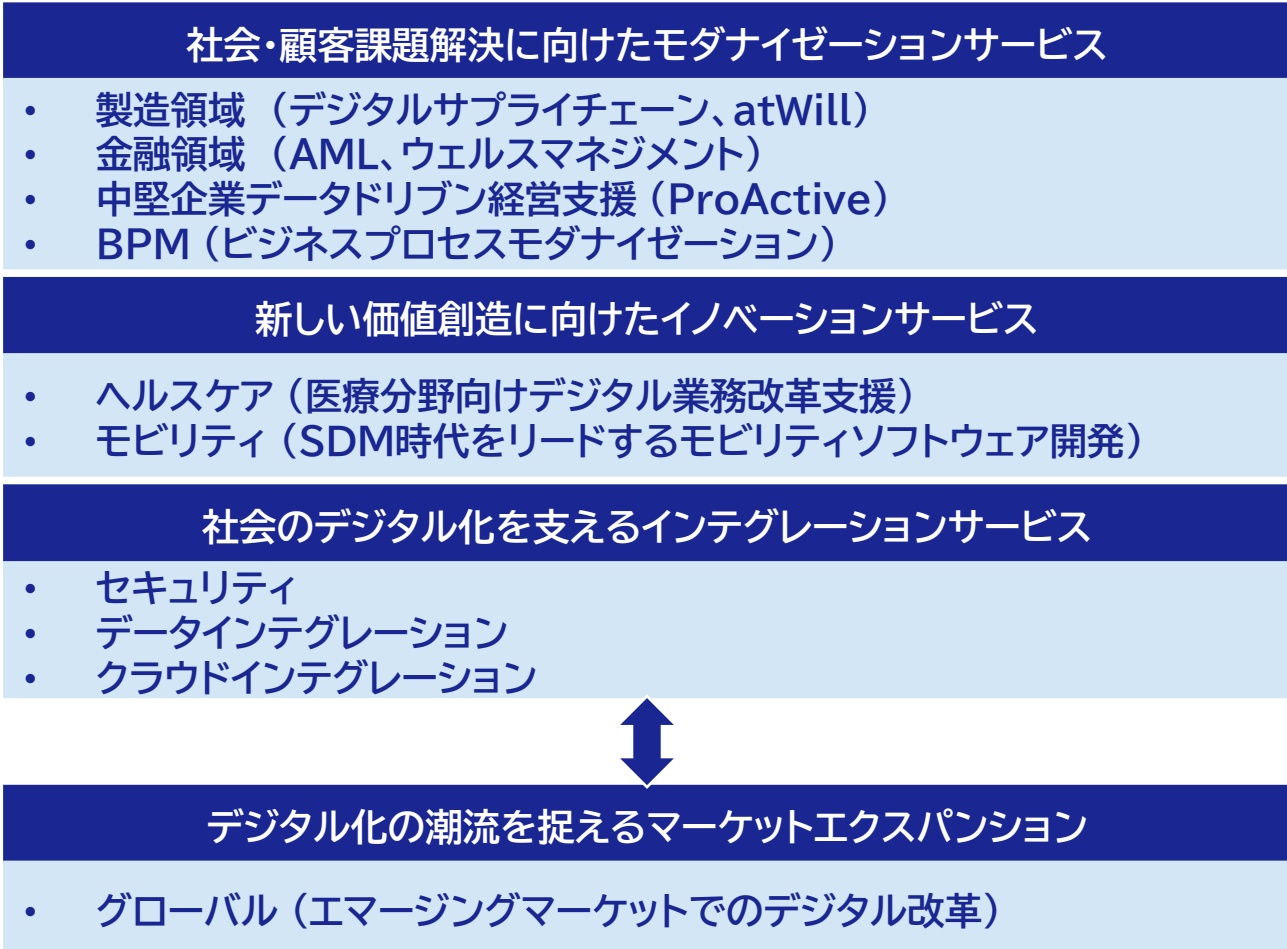 社会・顧客課題解決に向けたモダナイゼーションサービス
• 製造領域 （デジタルサプライチェーン、atWill）
• 金融領域 （AML、ウェルスマネジメント）
• 中堅企業データドリブン経営支援（ProActive）
• BPM（ビジネスプロセスモダナイゼーション）
新しい価値創造に向けたイノベーションサービス
• ヘルスケア（医療分野向けデジタル業務改革支援）
• モビリティ（SDM時代をリードするモビリティソフトウェア開発）
社会のデジタル化を支えるインテグレーションサービス
• セキュリティ
• データインテグレーション
• クラウドインテグレーション
デジタル化の潮流を捉えるマーケットエクスパンション
• グローバル（エマージングマーケットでのデジタル改革）